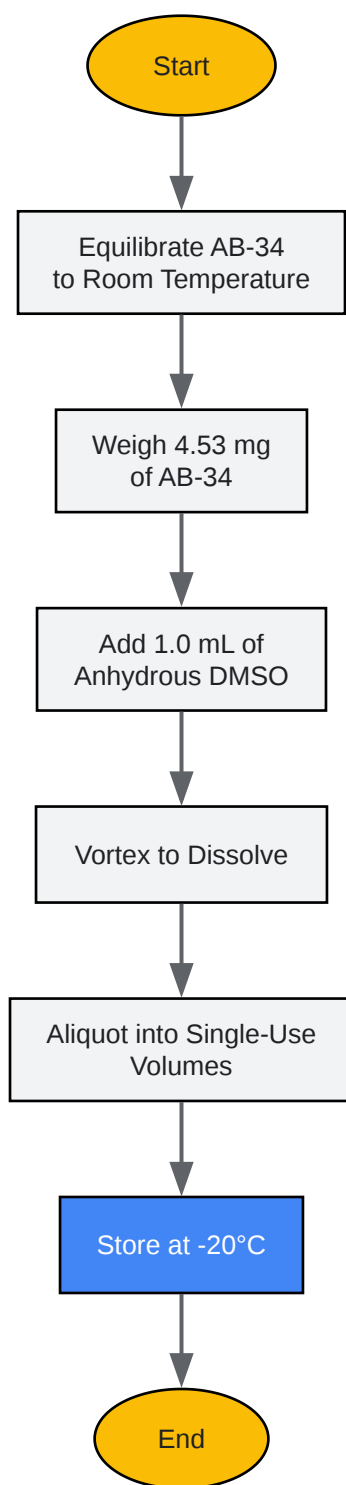 Start
Equilibrate AB-34
to Room Temperature
Weigh 4.53 mg
of AB-34
Add 1.0 mL of
Anhydrous DMSO
Vortex to Dissolve
Aliquot into Single-Use
Volumes
Store at -20°C
End